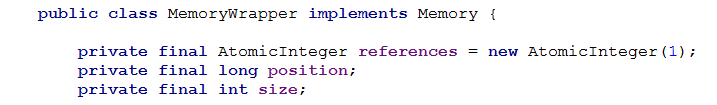 public class MemoryWrapper implements Memory {
private final AtomicInteger references = new AtomicInteger(1);
private final long position;
private final int size;